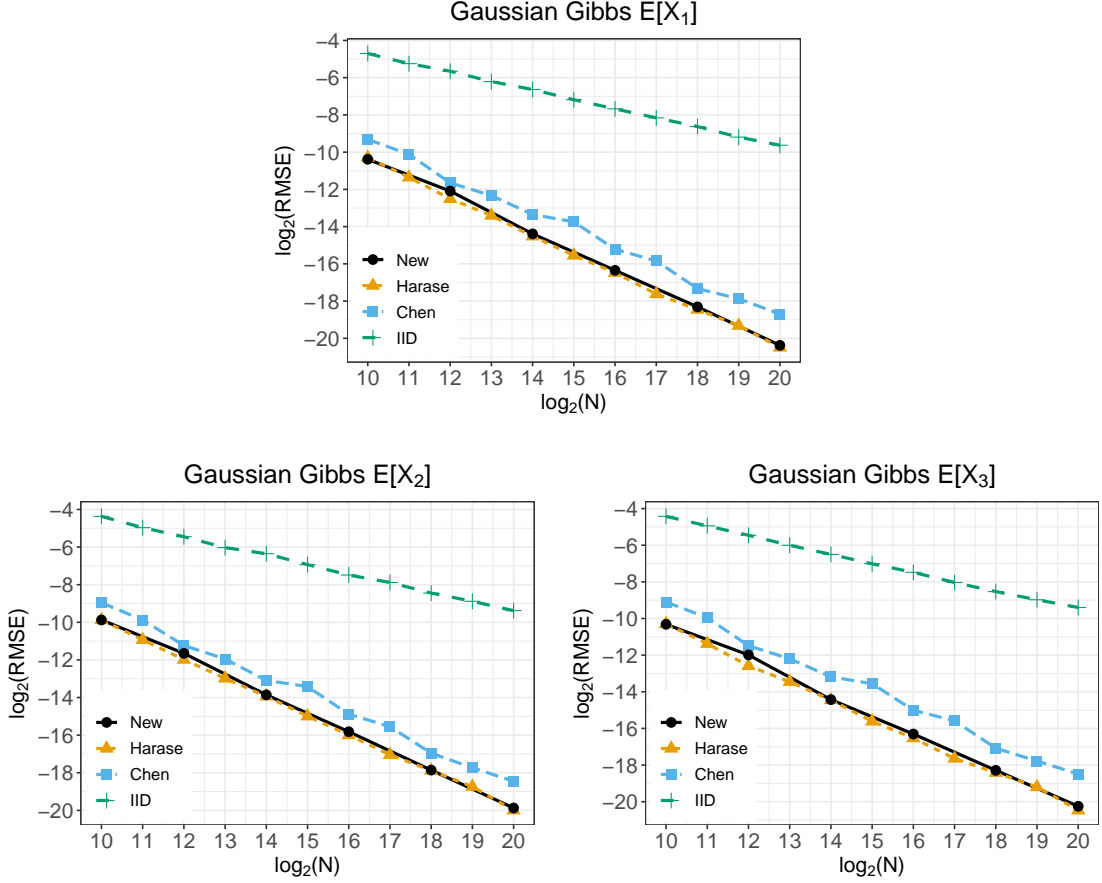 Gaussian Gibbs E[X₁]
−4
−6
−8
−10
−12
−14
−16
−18
−20
log₂(RMSE)
New
Harase
Chen
IID
10 11 12 13 14 15 16 17 18 19 20
log₂(N)
Gaussian Gibbs E[X₂]
−4
−6
−8
−10
−12
−14
−16
−18
−20
log₂(RMSE)
New
Harase
Chen
IID
10 11 12 13 14 15 16 17 18 19 20
log₂(N)
Gaussian Gibbs E[X₃]
−4
−6
−8
−10
−12
−14
−16
−18
−20
log₂(RMSE)
New
Harase
Chen
IID
10 11 12 13 14 15 16 17 18 19 20
log₂(N)